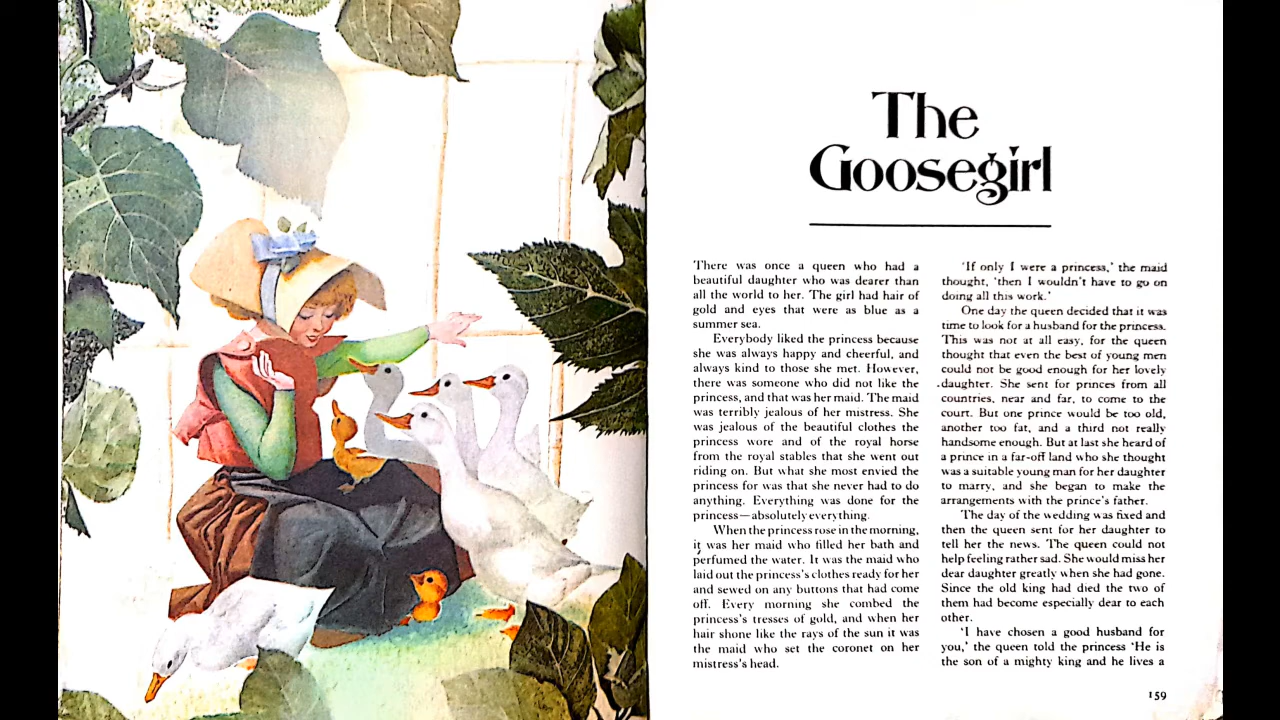 The
Goosegirl
There was once a queen who had a
beautiful daughter who was dearer than
all the world to her. The girl had hair of
gold and eyes that were as blue as a
summer sea.
Everybody liked the princess because
she was always happy and cheerful, and
always kind to those she met. However,
there was someone who did not like the
princess, and that was her maid. The maid
was terribly jealous of her mistress. She
was jealous of the beautiful clothes the
princess wore and of the royal horse
from the royal stables that she went out
riding on. But what she most envied the
princess for was that she never had to do
anything. Everything was done for the
princess—absolutely everything.
When the princess rose in the morning,
it was her maid who filled her bath and
perfumed the water. It was the maid who
laid out the princess's clothes ready for her
and sewed on any buttons that had come
off. Every morning she combed the
princess's tresses of gold, and when her
hair shone like the rays of the sun it was
the maid who set the coronet on her
mistress's head.
'If only I were a princess,' the maid
thought, 'then I wouldn't have to go on
doing all this work.'
One day the queen decided that it was
time to look for a husband for the princess.
This was not at all easy, for the queen
thought that even the best of young men
could not be good enough for her lovely
daughter. She sent for princes from all
countries, near and far, to come to the
court. But one prince would be too old,
another too fat, and a third not really
handsome enough. But at last she heard of
a prince in a far-off land who she thought
was a suitable young man for her daughter
to marry, and she began to make the
arrangements with the prince's father.
The day of the wedding was fixed and
then the queen sent for her daughter to
tell her the news. The queen could not
help feeling rather sad. She would miss her
dear daughter greatly when she had gone.
Since the old king had died the two of
them had become especially dear to each
other.
'I have chosen a good husband for
you,' the queen told the princess 'He is
the son of a mighty king and he lives a
159